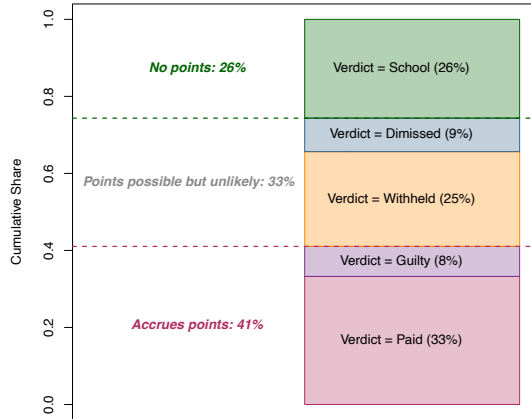 1.0
No points: 26%
Verdict = School (26%)
0.8
Verdict = Dimissed (9%)
Points possible but unlikely: 33%
0.6
Cumulative Share
Verdict = Withheld (25%)
0.4
Verdict = Guilty (8%)
0.2
Accrues points: 41%
Verdict = Paid (33%)
0.0